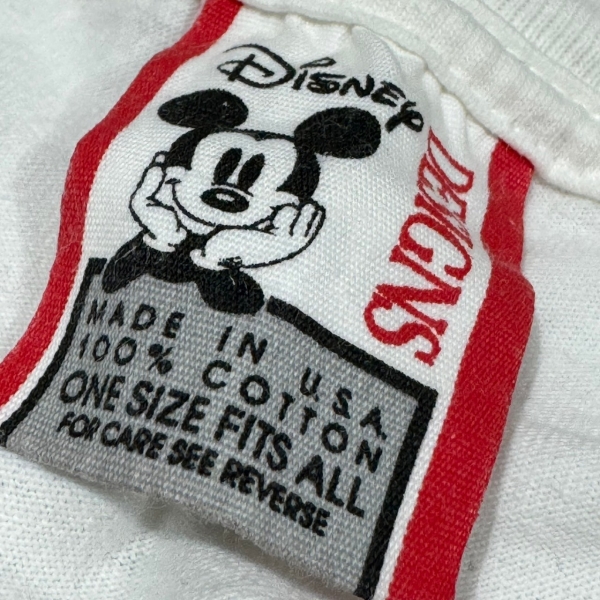 DISNEY
DESIGNS
MADE IN U.S.A.
100% COTTON
ONE SIZE FITS ALL
FOR CARE SEE REVERSE